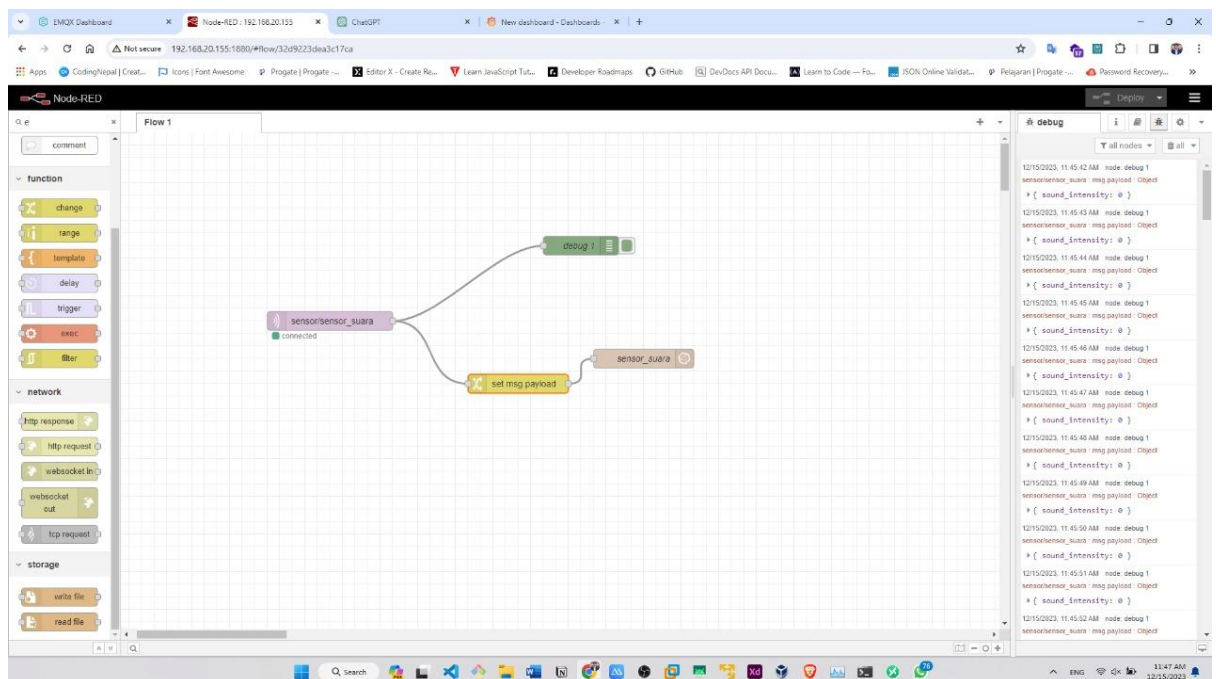 EMQX Dashboard
Node-RED : 192.168.20.155
ChatGPT
New dashboard - Dashboards -
Not secure 192.168.20.155:1880/#flow/32d9223dea3c17ca
Apps
CodingNepal | Creat...
Icons | Font Awesome
Progate | Progate -...
Editor X - Create Re...
Learn JavaScript Tut...
Developer Roadmaps
GitHub
DevDocs API Docu...
Learn to Code — Fo...
JSON Online Validat...
Pelajaran | Progate -...
Password Recovery...
Node-RED
Deploy
e
Flow 1
debug
all nodes
all
comment
function
change
range
template
delay
trigger
exec
filter
network
http response
http request
websocket in
websocket
out
tcp request
storage
write file
read file
sensor/sensor_suara
connected
debug 1
set msg.payload
sensor_suara
12/15/2023, 11:45:42 AM node: debug 1
sensor/sensor_suara : msg.payload : Object
{ sound_intensity: 0 }
12/15/2023, 11:45:43 AM node: debug 1
sensor/sensor_suara : msg.payload : Object
{ sound_intensity: 0 }
12/15/2023, 11:45:44 AM node: debug 1
sensor/sensor_suara : msg.payload : Object
{ sound_intensity: 0 }
12/15/2023, 11:45:45 AM node: debug 1
sensor/sensor_suara : msg.payload : Object
{ sound_intensity: 0 }
12/15/2023, 11:45:46 AM node: debug 1
sensor/sensor_suara : msg.payload : Object
{ sound_intensity: 0 }
12/15/2023, 11:45:47 AM node: debug 1
sensor/sensor_suara : msg.payload : Object
{ sound_intensity: 0 }
12/15/2023, 11:45:48 AM node: debug 1
sensor/sensor_suara : msg.payload : Object
{ sound_intensity: 0 }
12/15/2023, 11:45:49 AM node: debug 1
sensor/sensor_suara : msg.payload : Object
{ sound_intensity: 0 }
12/15/2023, 11:45:50 AM node: debug 1
sensor/sensor_suara : msg.payload : Object
{ sound_intensity: 0 }
12/15/2023, 11:45:51 AM node: debug 1
sensor/sensor_suara : msg.payload : Object
{ sound_intensity: 0 }
12/15/2023, 11:45:52 AM node: debug 1
sensor/sensor_suara : msg.payload : Object
Search
76
ENG
11:47 AM
12/15/2023